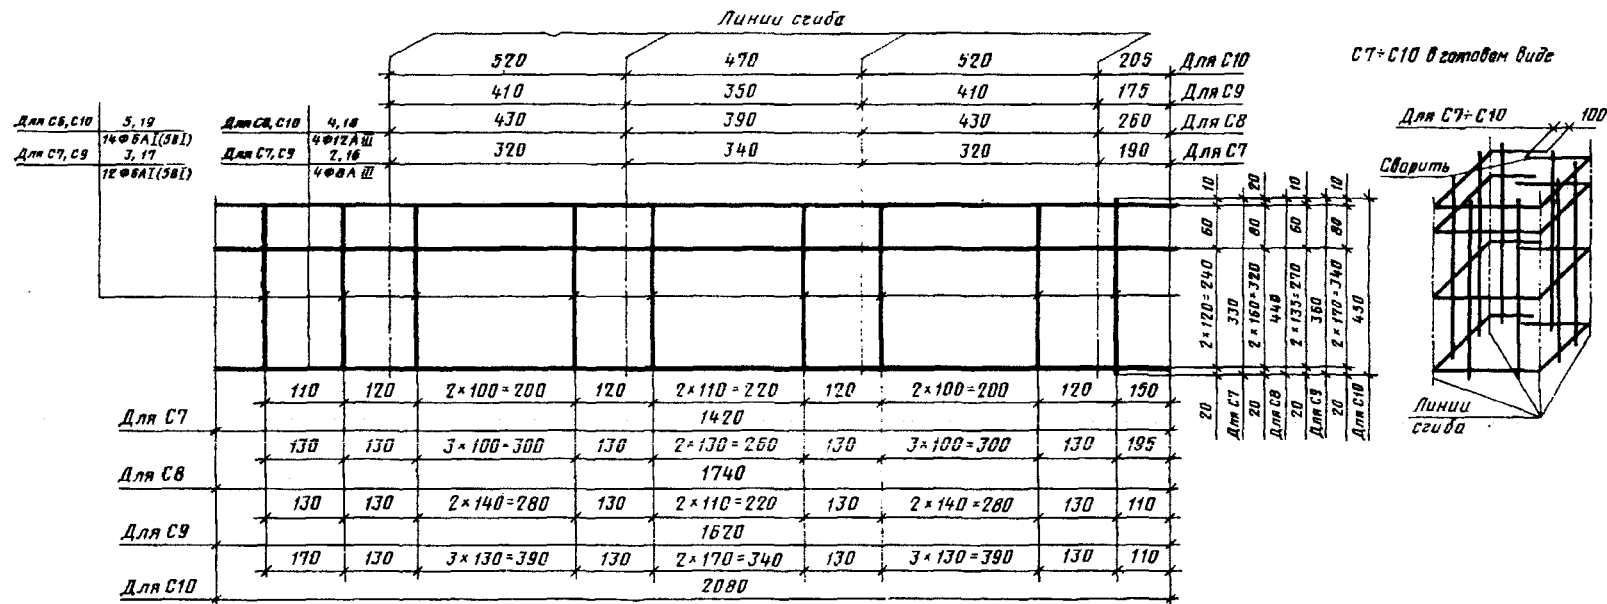 Линии сгиба
520 470 520 205 Для С10
410 350 410 175 Для С9
430 390 430 260 Для С8
320 340 320 190 Для С7
Для С8, С10 5, 19
14Ф6АI(5ВI)
Для С7, С9 3, 17
12Ф6АI(5ВI)
Для С8, С10 4, 18
4Ф12АIII
Для С7, С9 2, 16
4Ф8АIII
110 120 2×100=200 120 2×110=220 120 2×100=200 120 150
Для С7 1420
130 130 3×100=300 130 2×130=260 130 3×100=300 130 195
Для С8 1740
130 130 2×140=280 130 2×110=220 130 2×140=280 130 110
Для С9 1620
170 130 3×130=390 130 2×170=340 130 3×130=390 130 110
Для С10 2080
10 20 10 10
60 80 60 80
2×120=240 330 2×160=320 440 2×135=270 360 2×170=340 450
20 Для С7 20 Для С8 20 Для С9 20 Для С10
С7÷С10 в готовом виде
Для С7÷С10 100
Сварить
Линии
сгиба